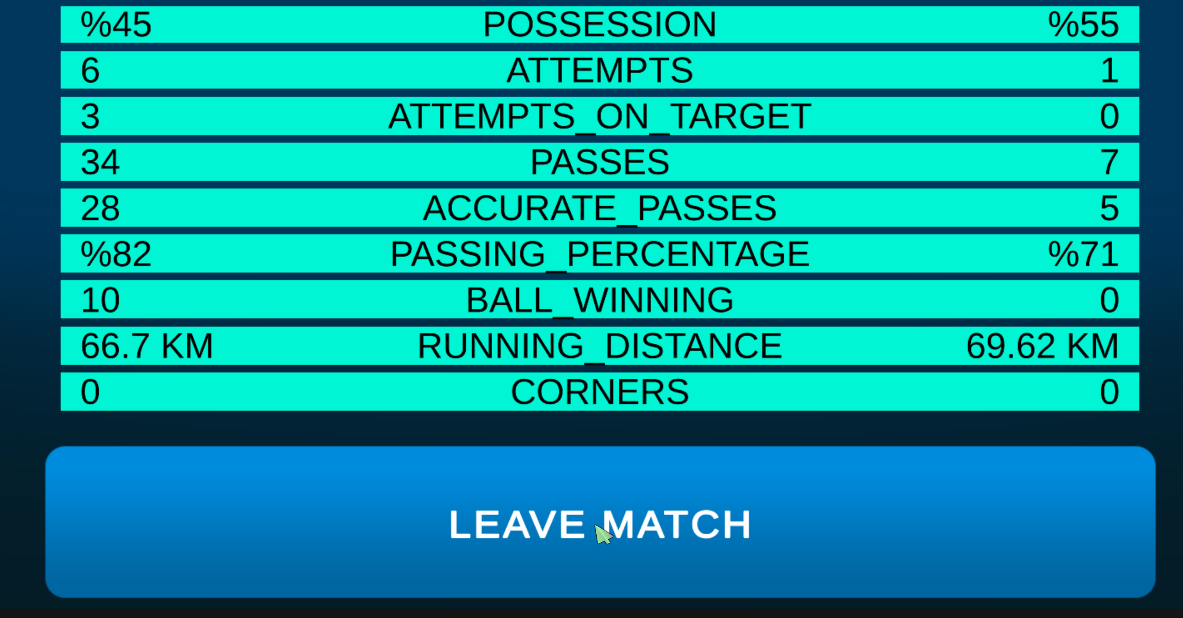 %45 POSSESSION %55
6 ATTEMPTS 1
3 ATTEMPTS_ON_TARGET 0
34 PASSES 7
28 ACCURATE_PASSES 5
%82 PASSING_PERCENTAGE %71
10 BALL_WINNING 0
66.7 KM RUNNING_DISTANCE 69.62 KM
0 CORNERS 0
LEAVE MATCH